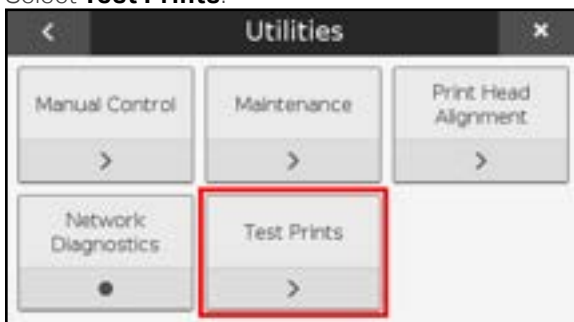 Select Test Prints.
Utilities
Manual Control
Maintenance
Print Head
Alignment
Network
Diagnostics
Test Prints